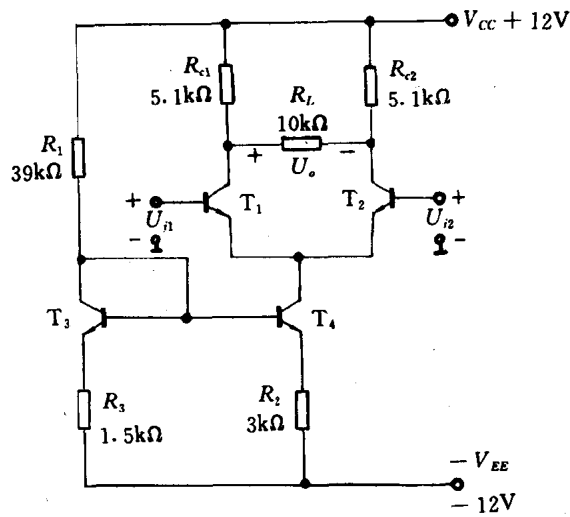 V_CC + 12V
R_c1
5.1kΩ
R_L
10kΩ
R_c2
5.1kΩ
R_1
39kΩ
+ U_o −
T_1
T_2
+
U_i1
-
+
U_i2
-
T_3
T_4
R_3
1.5kΩ
R_2
3kΩ
− V_EE
− 12V